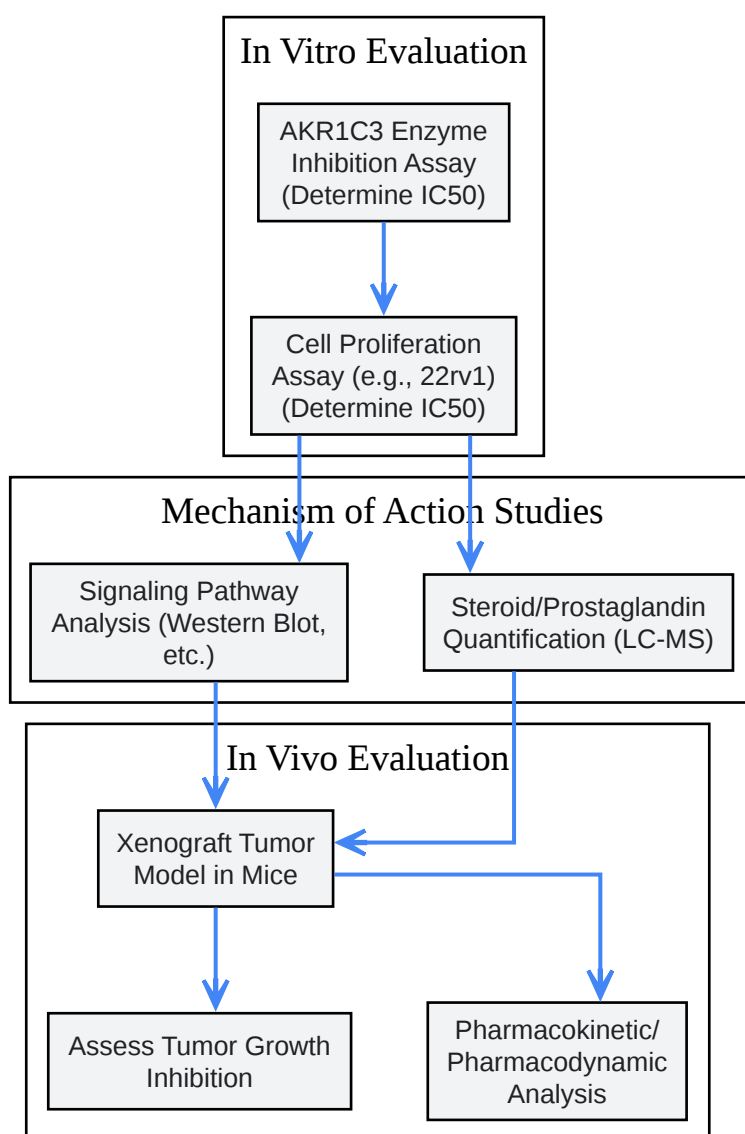 In Vitro Evaluation
AKR1C3 Enzyme
Inhibition Assay
(Determine IC50)
Cell Proliferation
Assay (e.g., 22rv1)
(Determine IC50)
Mechanism of Action Studies
Signaling Pathway
Analysis (Western Blot,
etc.)
Steroid/Prostaglandin
Quantification (LC-MS)
In Vivo Evaluation
Xenograft Tumor
Model in Mice
Assess Tumor Growth
Inhibition
Pharmacokinetic/
Pharmacodynamic
Analysis